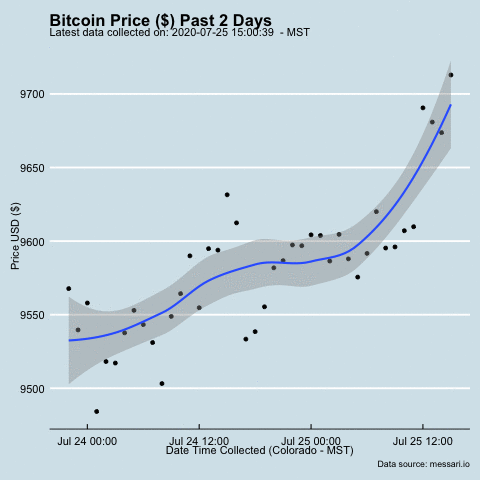 Bitcoin Price ($) Past 2 Days
Latest data collected on: 2020-07-25 15:00:39  - MST
9700
9650
9600
9550
9500
Price USD ($)
Jul 24 00:00 Jul 24 12:00 Jul 25 00:00 Jul 25 12:00
Date Time Collected (Colorado - MST)
Data source: messari.io